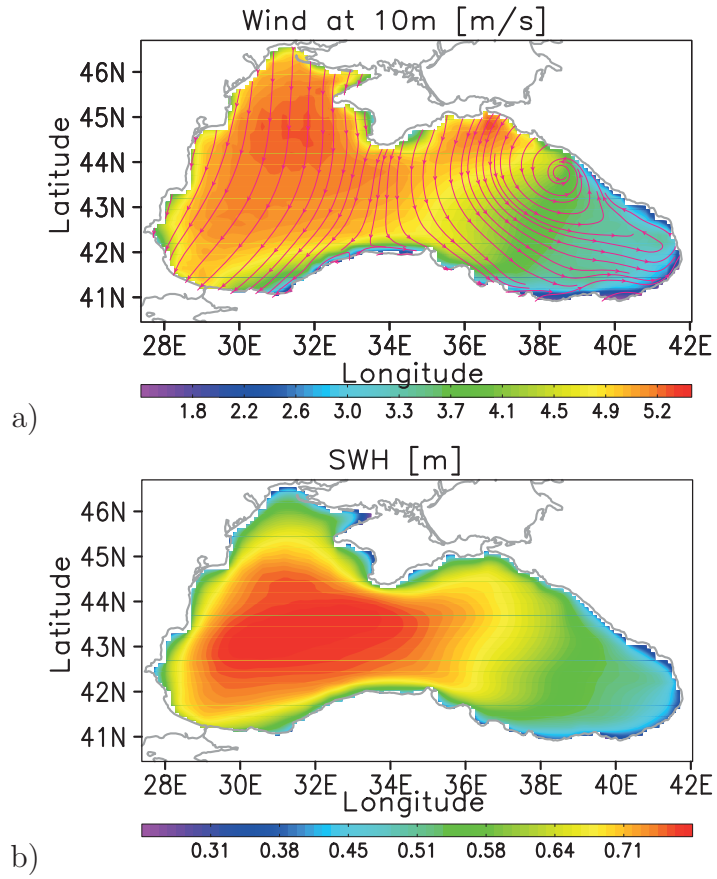 Wind at 10m [m/s]
46N
45N
44N
43N
42N
41N
Latitude
28E 30E 32E 34E 36E 38E 40E 42E
Longitude
1.8 2.2 2.6 3.0 3.3 3.7 4.1 4.5 4.9 5.2
a)
SWH [m]
46N
45N
44N
43N
42N
41N
Latitude
28E 30E 32E 34E 36E 38E 40E 42E
Longitude
0.31 0.38 0.45 0.51 0.58 0.64 0.71
b)